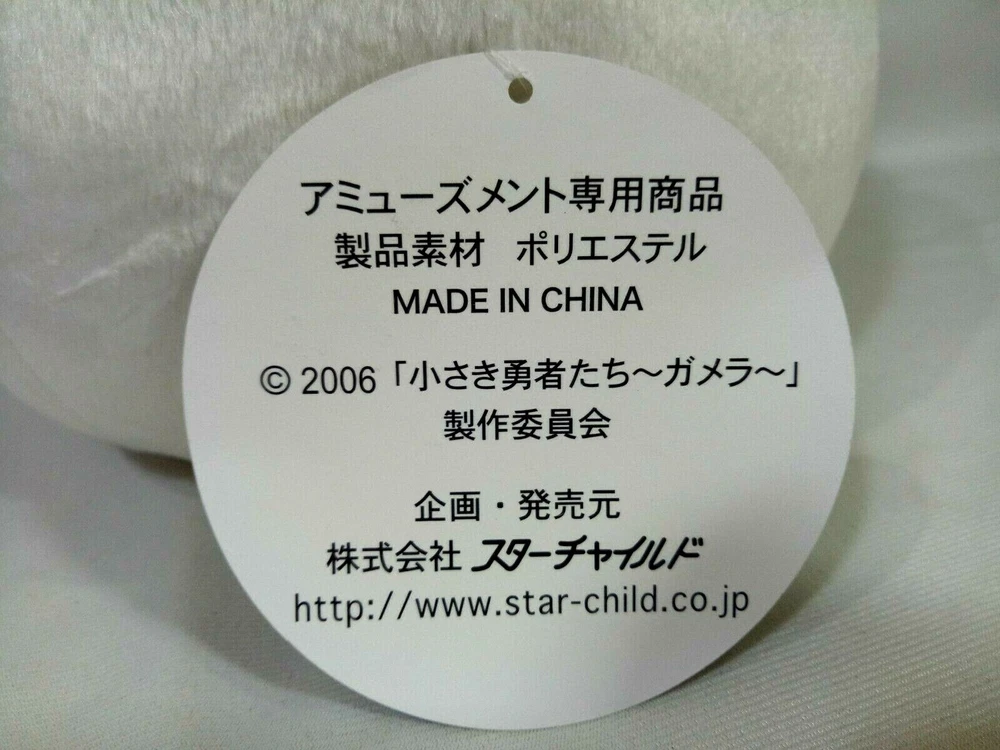 アミューズメント専用商品
製品素材　ポリエステル
MADE IN CHINA
© 2006 「小さき勇者たち～ガメラ～」
製作委員会
企画・発売元
株式会社 スターチャイルド
http://www.star-child.co.jp